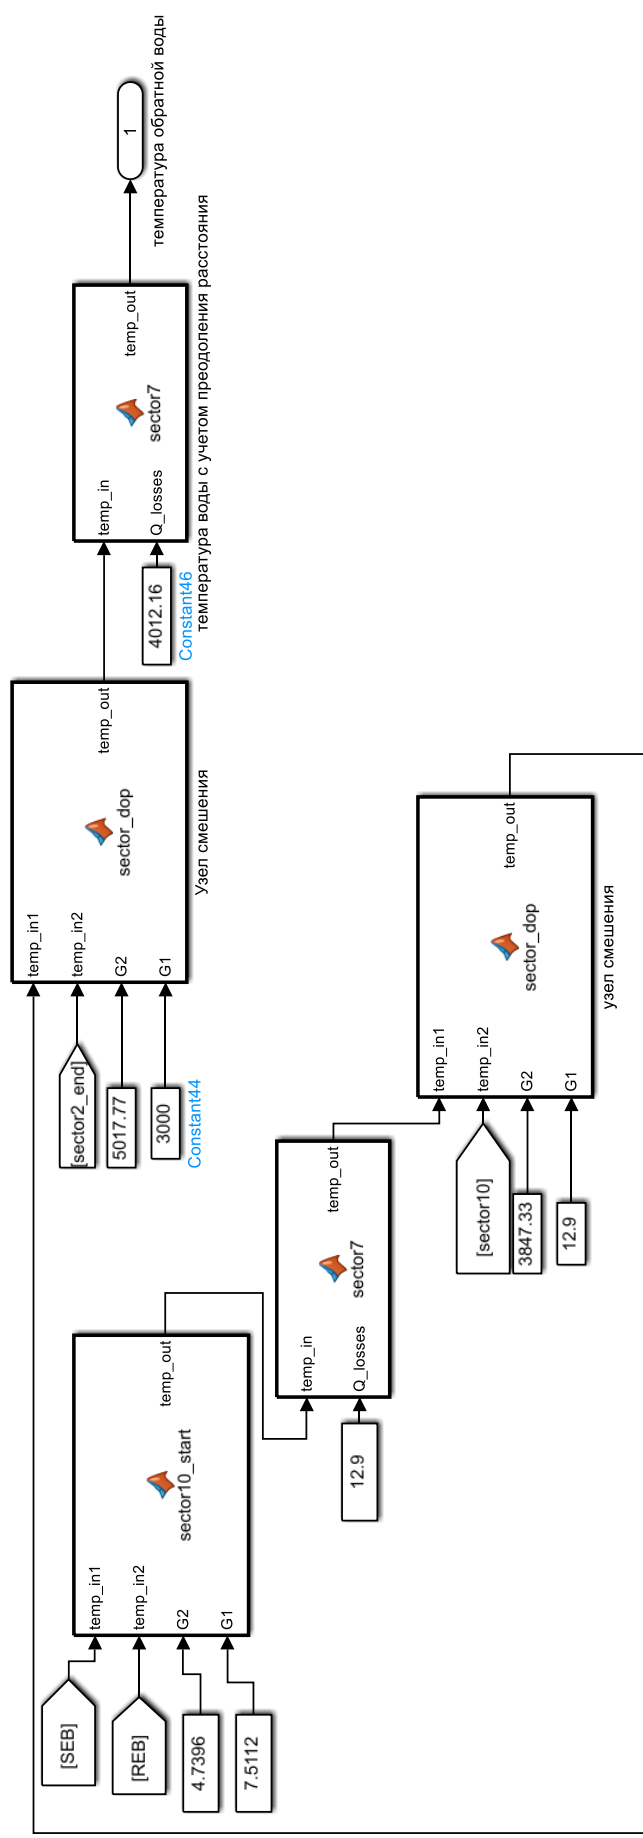 [SEB]
[REB]
4.7396
7.5112
temp_in1
temp_in2
G2
G1
sector10_start
temp_out
12.9
temp_in
Q_losses
sector7
temp_out
[sector10]
3847.33
12.9
temp_in1
temp_in2
G2
G1
sector_dop
temp_out
узел смешения
[sector2_end]
5017.77
3000
Constant44
temp_in1
temp_in2
G2
G1
sector_dop
temp_out
Узел смешения
4012.16
Constant46
temp_in
Q_losses
sector7
temp_out
температура воды с учетом преодоления расстояния
1
температура обратной воды